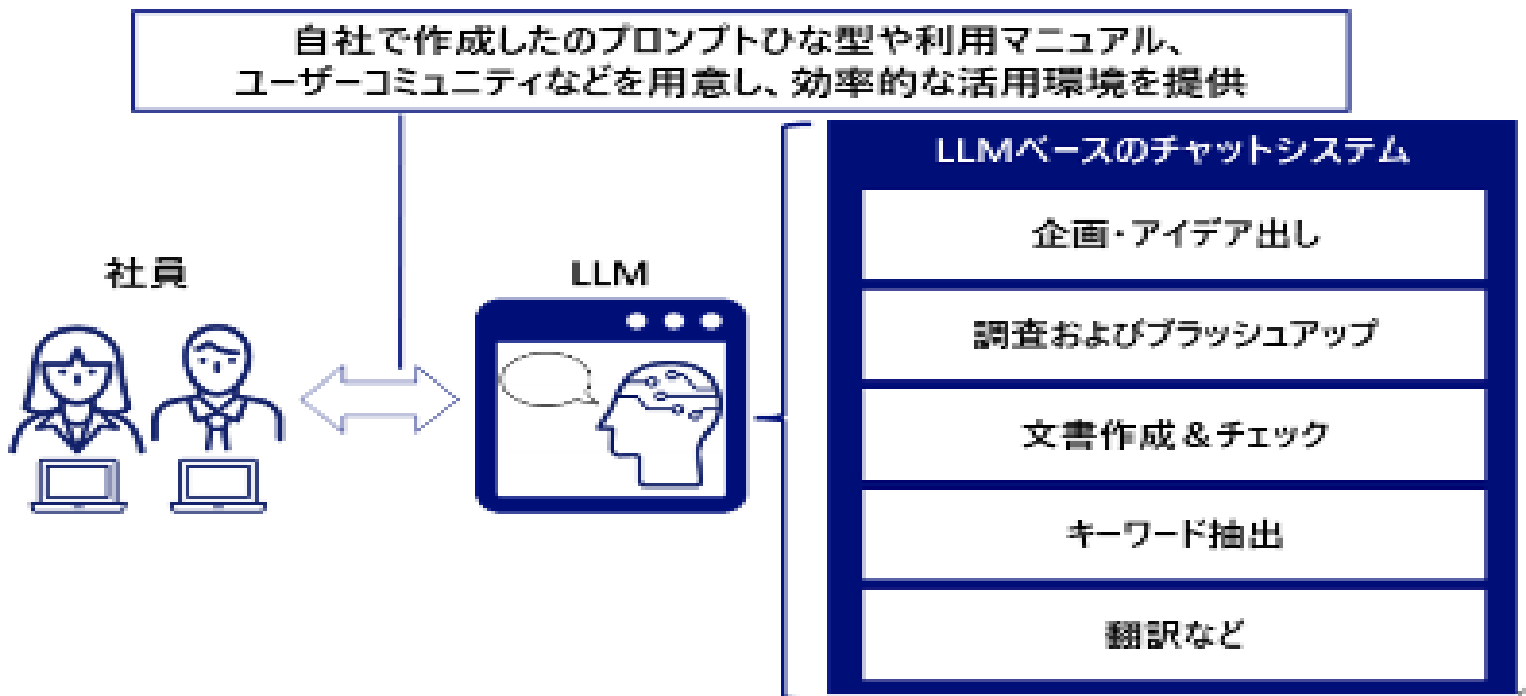 自社で作成したのプロンプトひな型や利用マニュアル、
ユーザーコミュニティなどを用意し、効率的な活用環境を提供
LLMベースのチャットシステム
企画・アイデア出し
調査およびブラッシュアップ
文書作成&チェック
キーワード抽出
翻訳など
社員
LLM